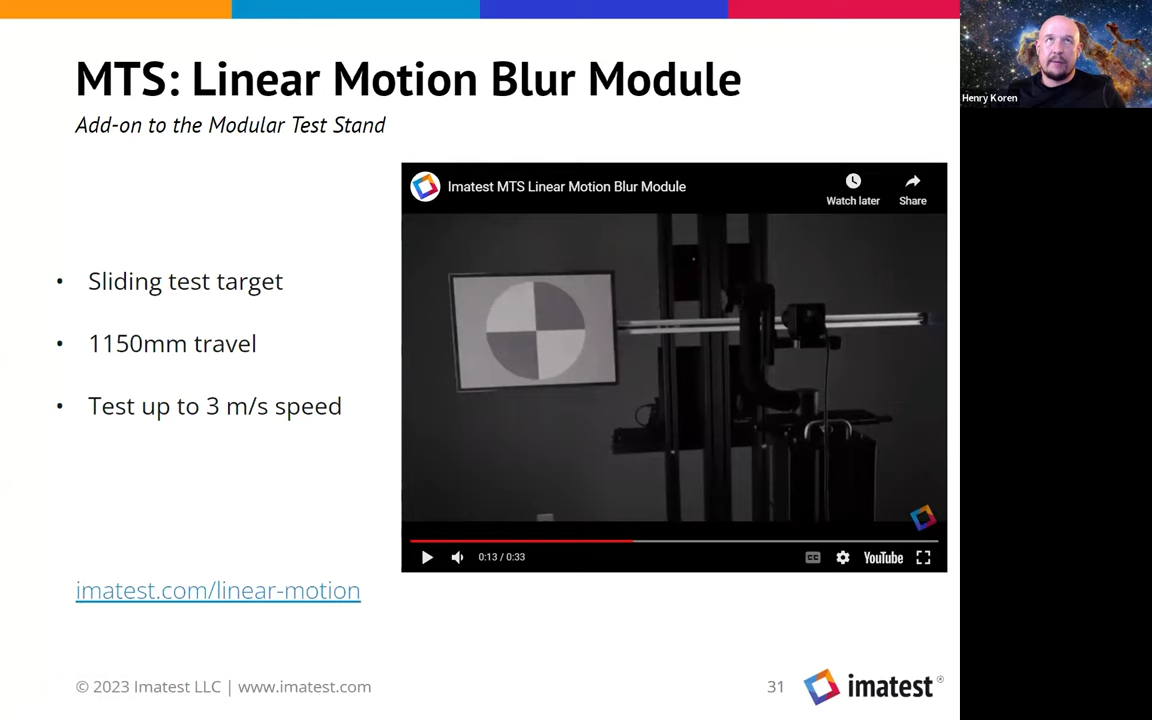 MTS: Linear Motion Blur Module
Add-on to the Modular Test Stand
Henry Koren
Imatest MTS Linear Motion Blur Module
Watch later
Share
• Sliding test target
• 1150mm travel
• Test up to 3 m/s speed
0:13 / 0:33
CC
YouTube
imatest.com/linear-motion
© 2023 Imatest LLC | www.imatest.com
31
imatest®